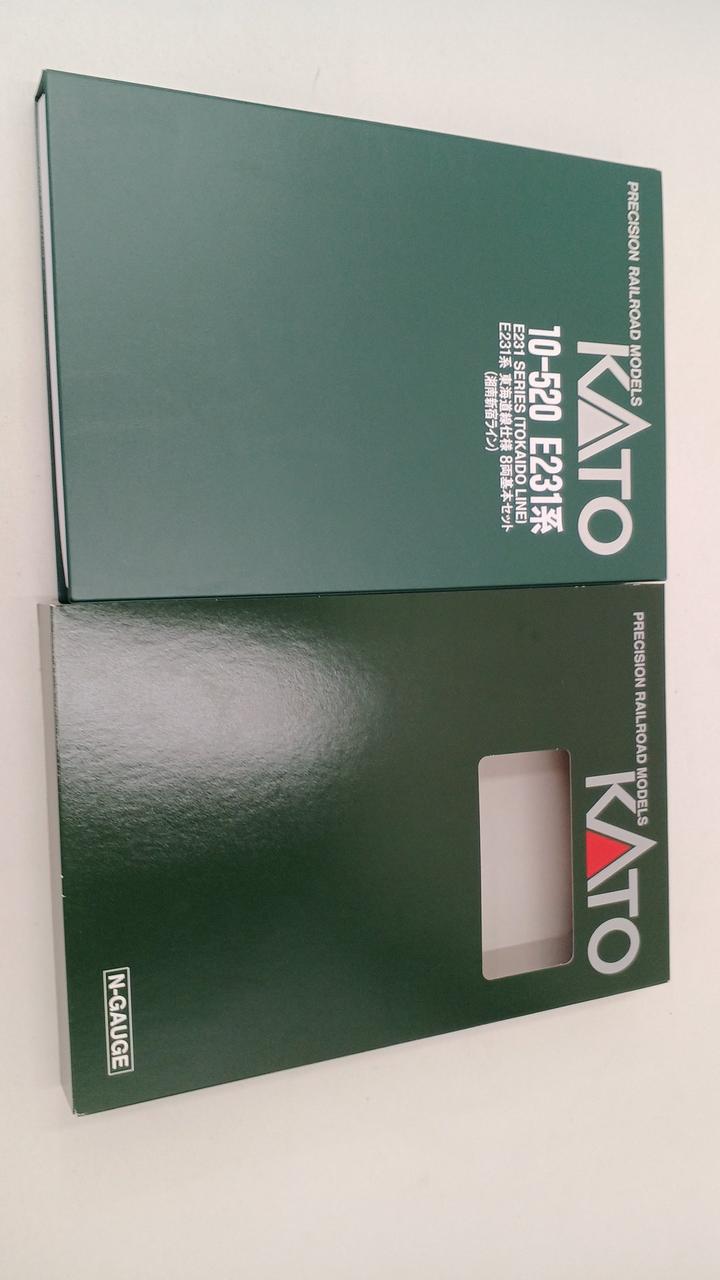 PRECISION RAILROAD MODELS
KATO
10-520 E231系
E231 SERIES [TOKAIDO LINE]
E231系 東海道線仕様 8両基本セット
(湘南新宿ライン)
PRECISION RAILROAD MODELS
KATO
N-GAUGE